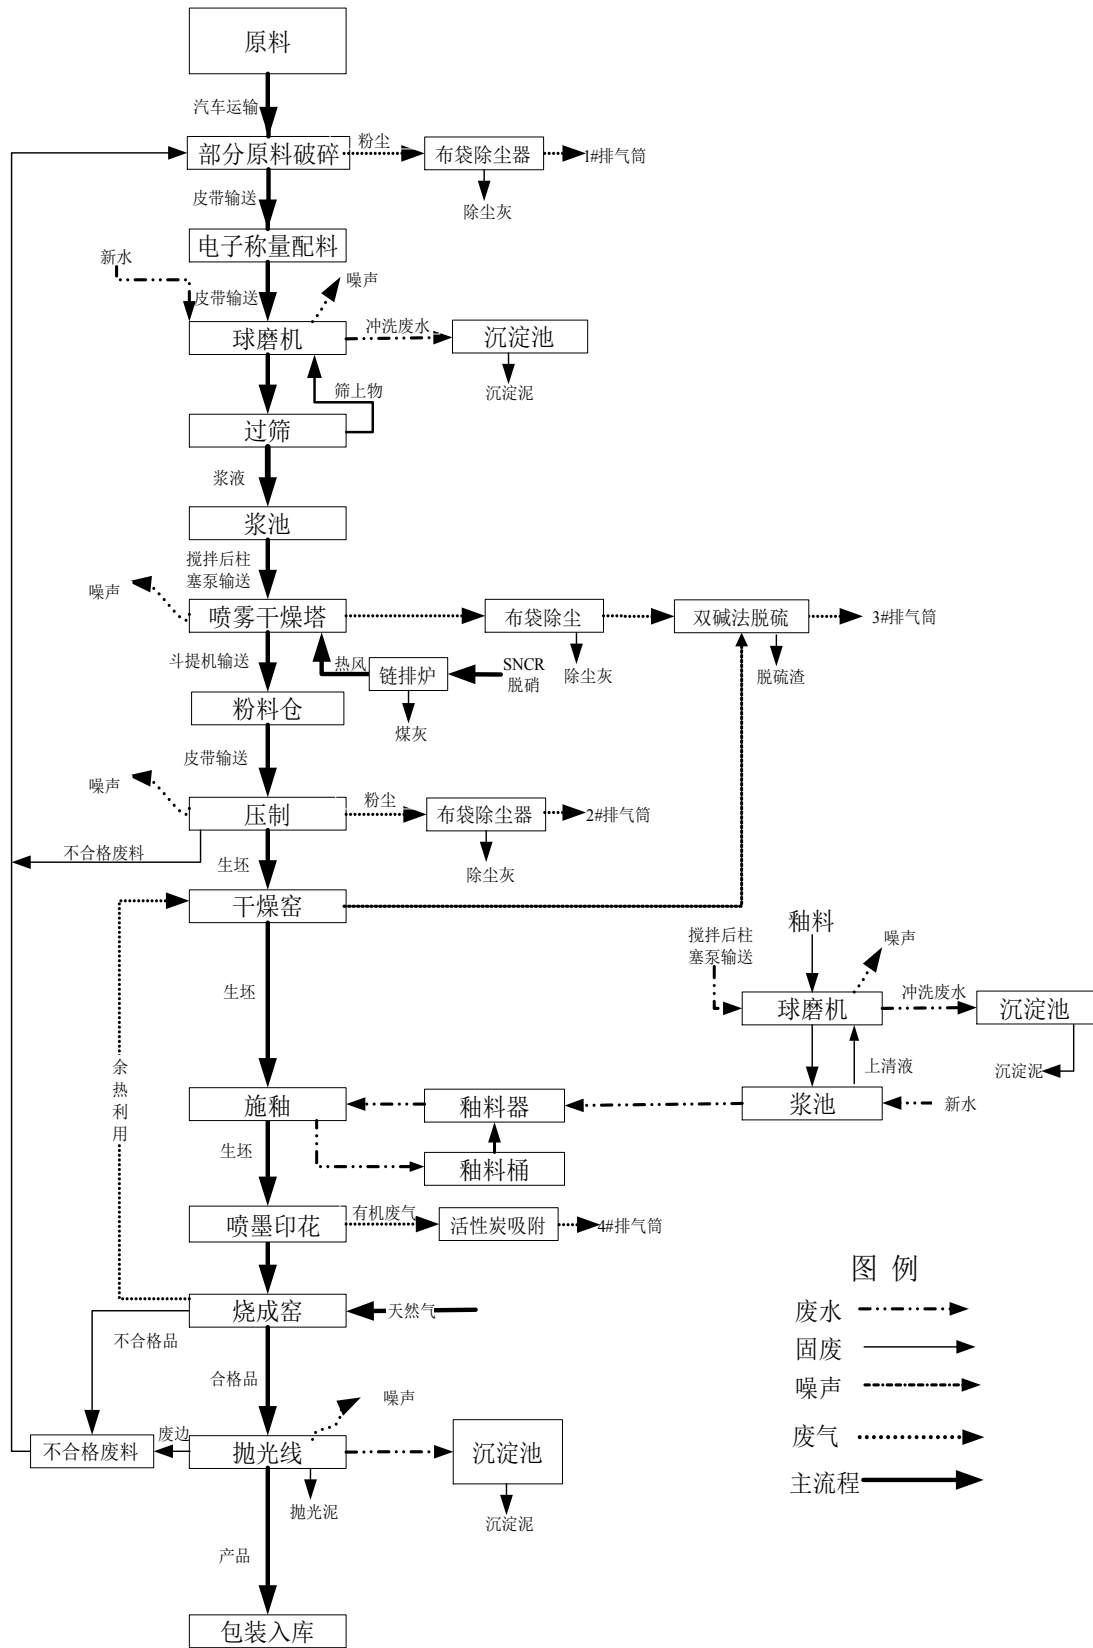 原料
汽车运输
部分原料破碎
粉尘
布袋除尘器
1#排气筒
除尘灰
皮带输送
电子称量配料
新水
皮带输送
噪声
球磨机
冲洗废水
沉淀池
沉淀泥
筛上物
过筛
浆液
浆池
搅拌后柱
塞泵输送
噪声
喷雾干燥塔
布袋除尘
双碱法脱硫
3#排气筒
除尘灰
脱硫渣
斗提机输送
热风
链排炉
SNCR
脱硝
煤灰
粉料仓
皮带输送
噪声
压制
粉尘
布袋除尘器
2#排气筒
除尘灰
不合格废料
生坯
干燥窑
釉料
搅拌后柱
塞泵输送
噪声
球磨机
冲洗废水
沉淀池
沉淀泥
上清液
浆池
新水
生坯
余热利用
施釉
釉料器
釉料桶
生坯
喷墨印花
有机废气
活性炭吸附
4#排气筒
烧成窑
天然气
不合格品
合格品
噪声
不合格废料
废边
抛光线
沉淀池
抛光泥
沉淀泥
产品
包装入库
图 例
废水
固废
噪声
废气
主流程